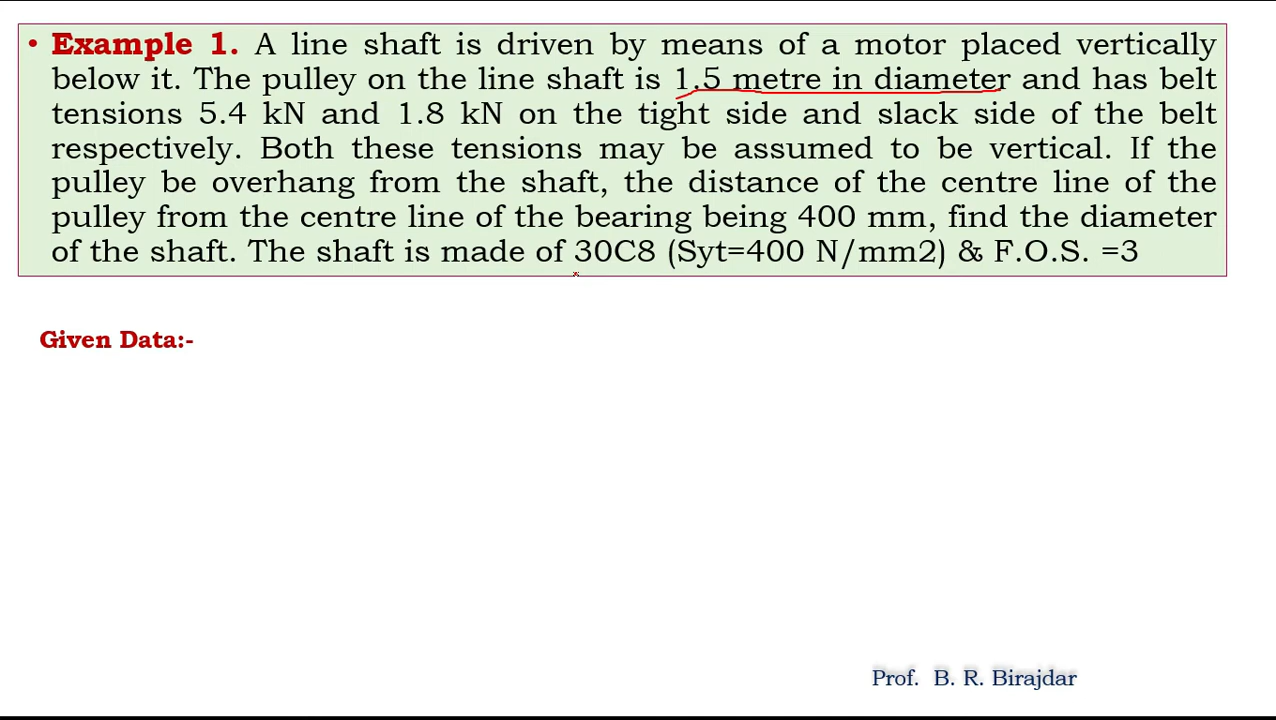 • Example 1. A line shaft is driven by means of a motor placed vertically
below it. The pulley on the line shaft is 1.5 metre in diameter and has belt
tensions 5.4 kN and 1.8 kN on the tight side and slack side of the belt
respectively. Both these tensions may be assumed to be vertical. If the
pulley be overhang from the shaft, the distance of the centre line of the
pulley from the centre line of the bearing being 400 mm, find the diameter
of the shaft. The shaft is made of 30C8 (Syt=400 N/mm2) & F.O.S. =3
Given Data:-
Prof. B. R. Birajdar